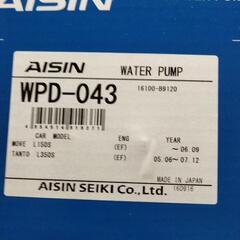 AISIN
AISIN
WATER PUMP
WPD-043
16100-B9120
CAR MODEL
ENG
YEAR
MOVE L150S
(EF)
~06.09
TANTO L350S
(EF)
05.06~07.12
MADE IN JAPAN
AISIN SEIKI Co., Ltd.
160916